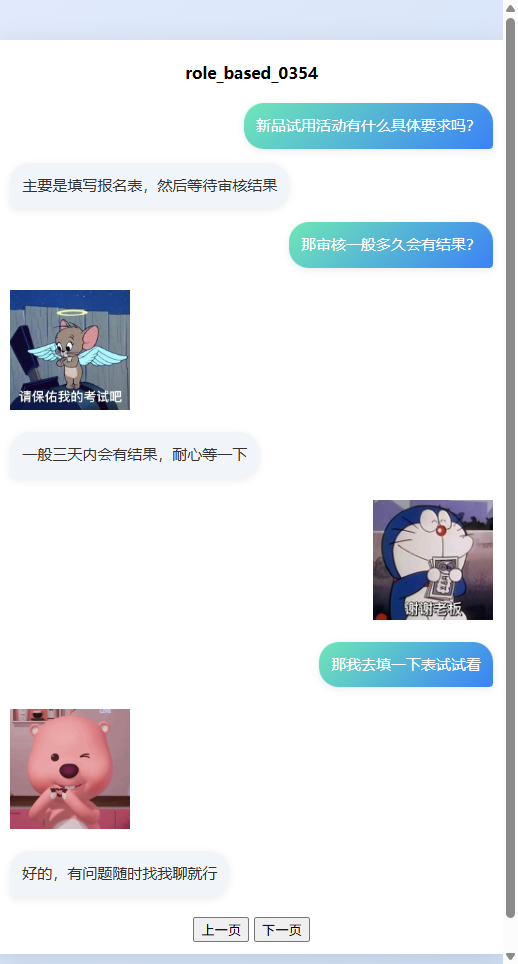 role_based_0354
新品试用活动有什么具体要求吗？
主要是填写报名表，然后等待审核结果
那审核一般多久会有结果？
请保佑我的考试吧
一般三天内会有结果，耐心等一下
谢谢老板
那我去填一下表试试看
好的，有问题随时找我聊就行
上一页 下一页